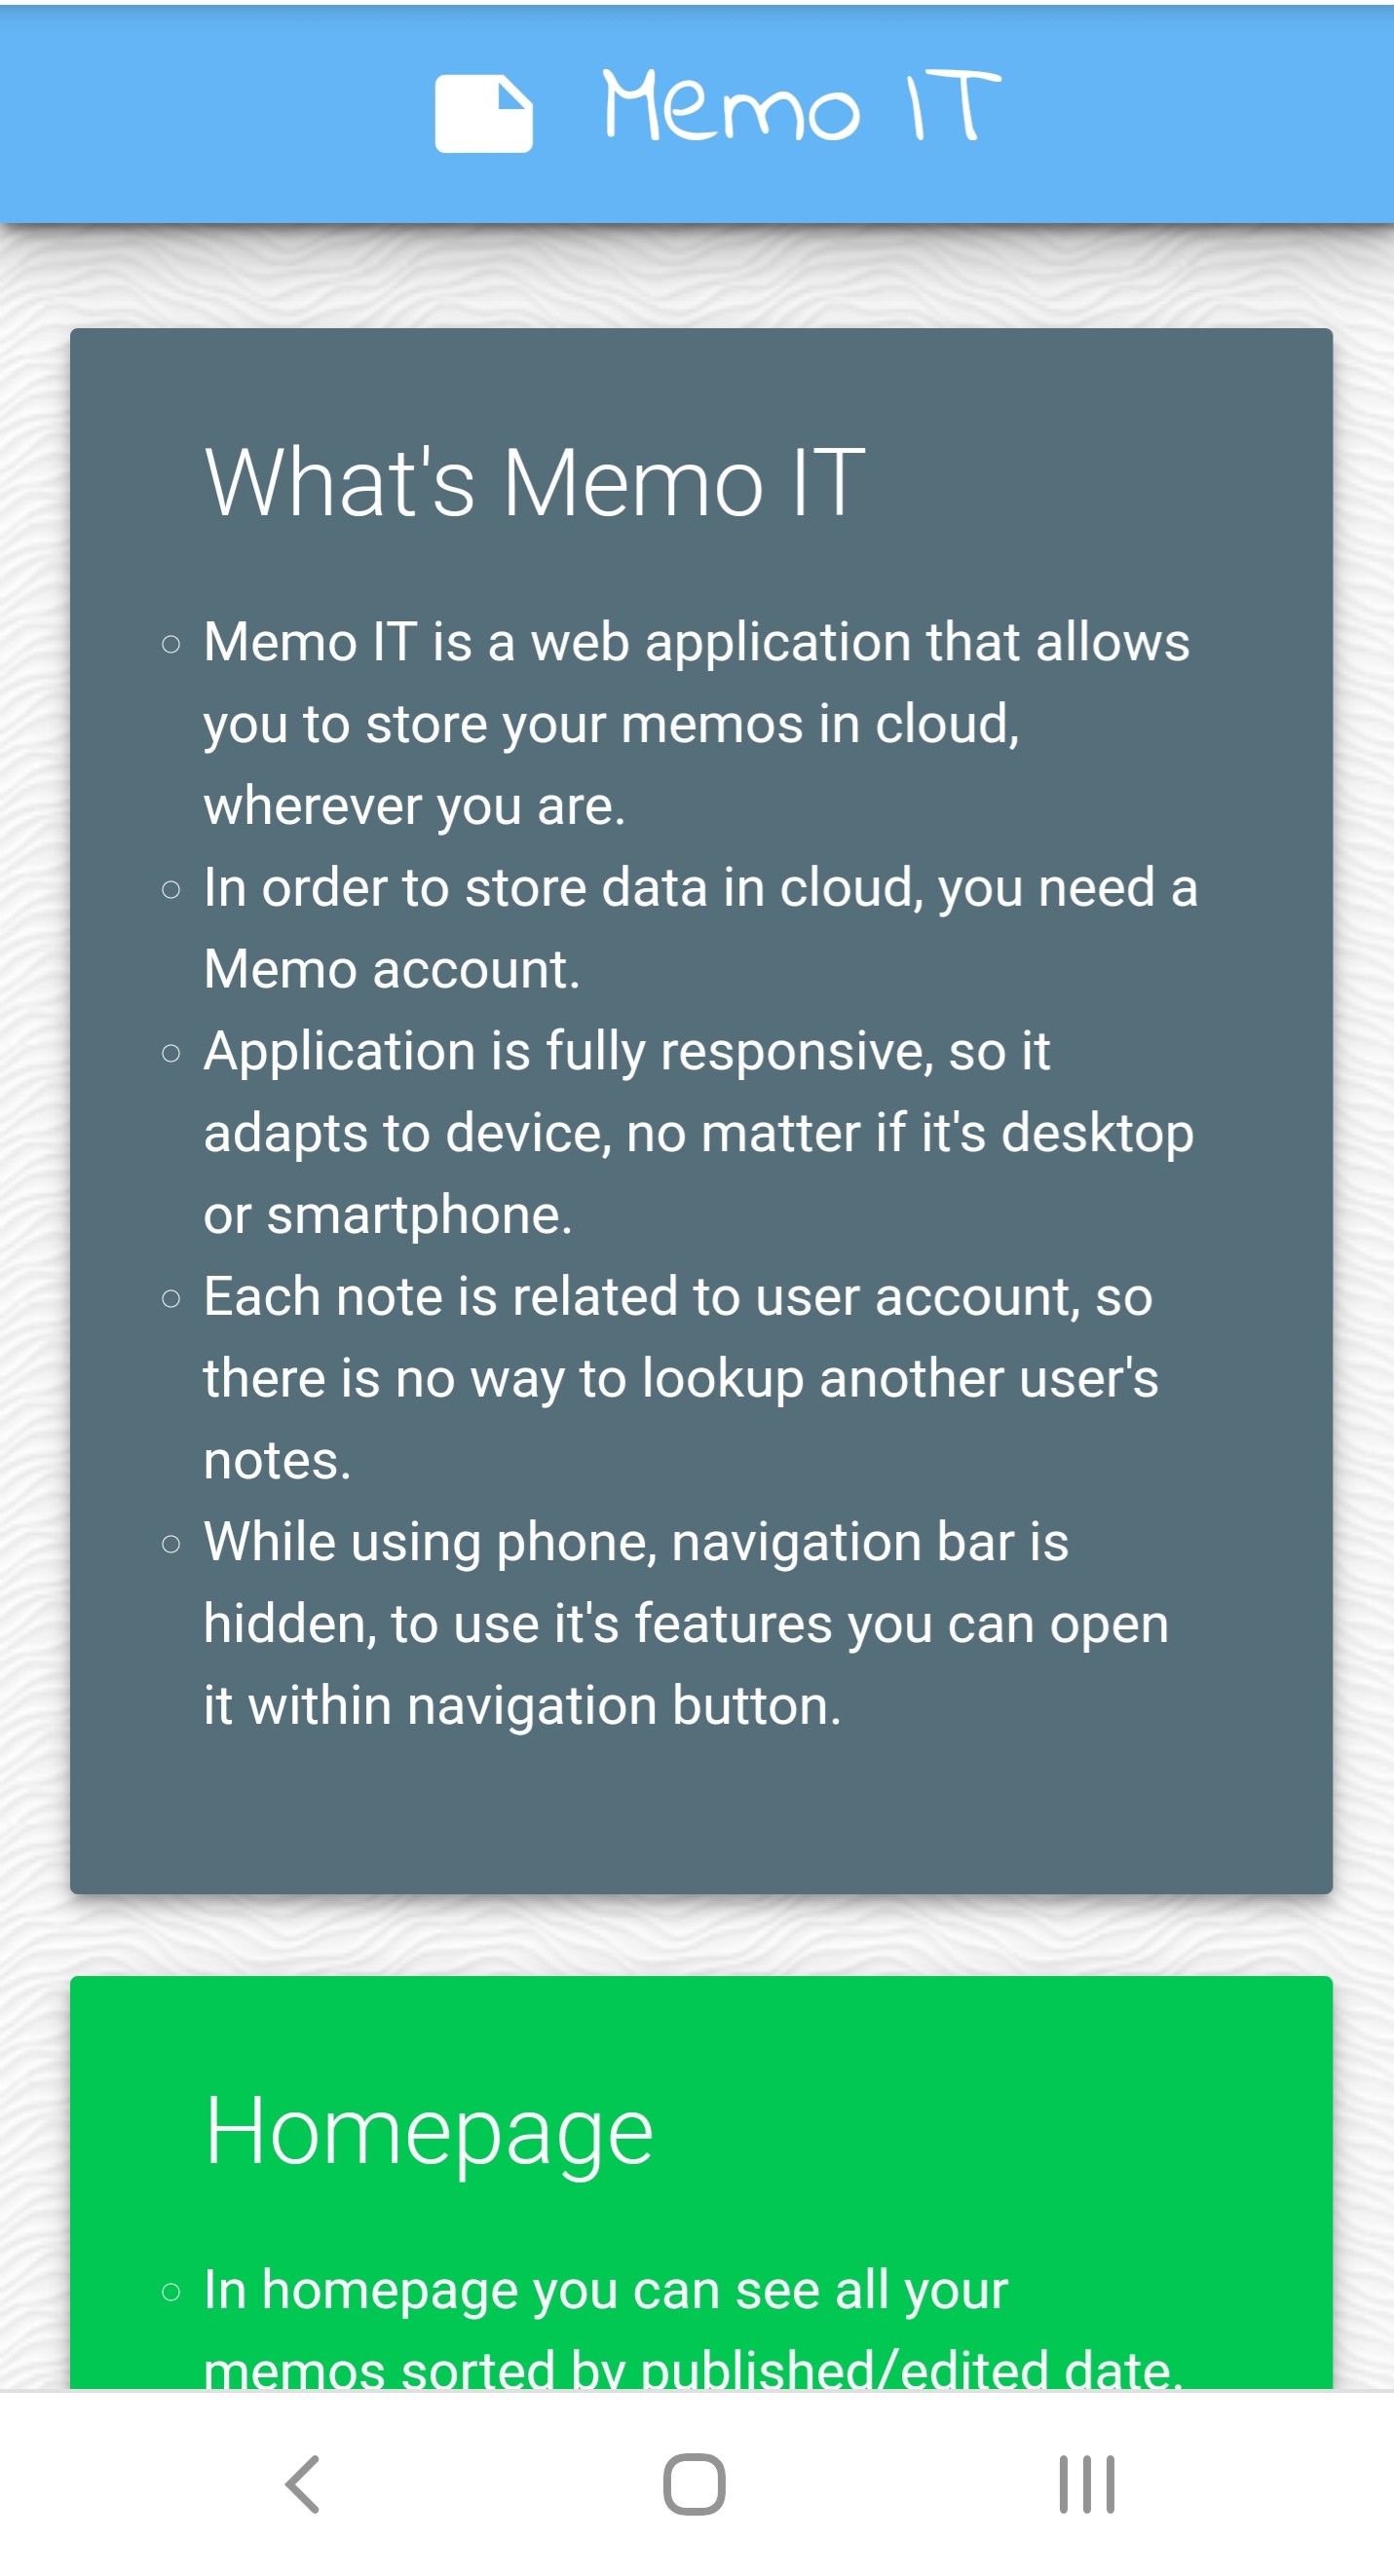 Memo IT
What's Memo IT
Memo IT is a web application that allows
you to store your memos in cloud,
wherever you are.
In order to store data in cloud, you need a
Memo account.
Application is fully responsive, so it
adapts to device, no matter if it's desktop
or smartphone.
Each note is related to user account, so
there is no way to lookup another user's
notes.
While using phone, navigation bar is
hidden, to use it's features you can open
it within navigation button.
Homepage
In homepage you can see all your
memos sorted by published/edited date.